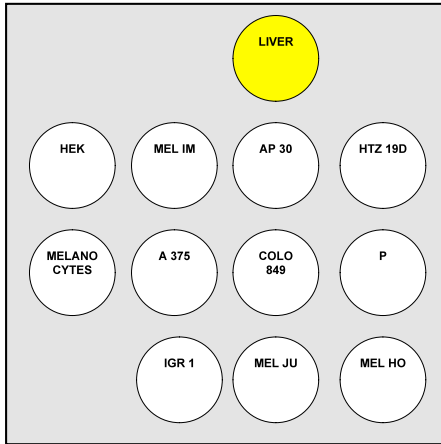 LIVER
HEK
MEL IM
AP 30
HTZ 19D
MELANO
CYTES
A 375
COLO
849
P
IGR 1
MEL JU
MEL HO